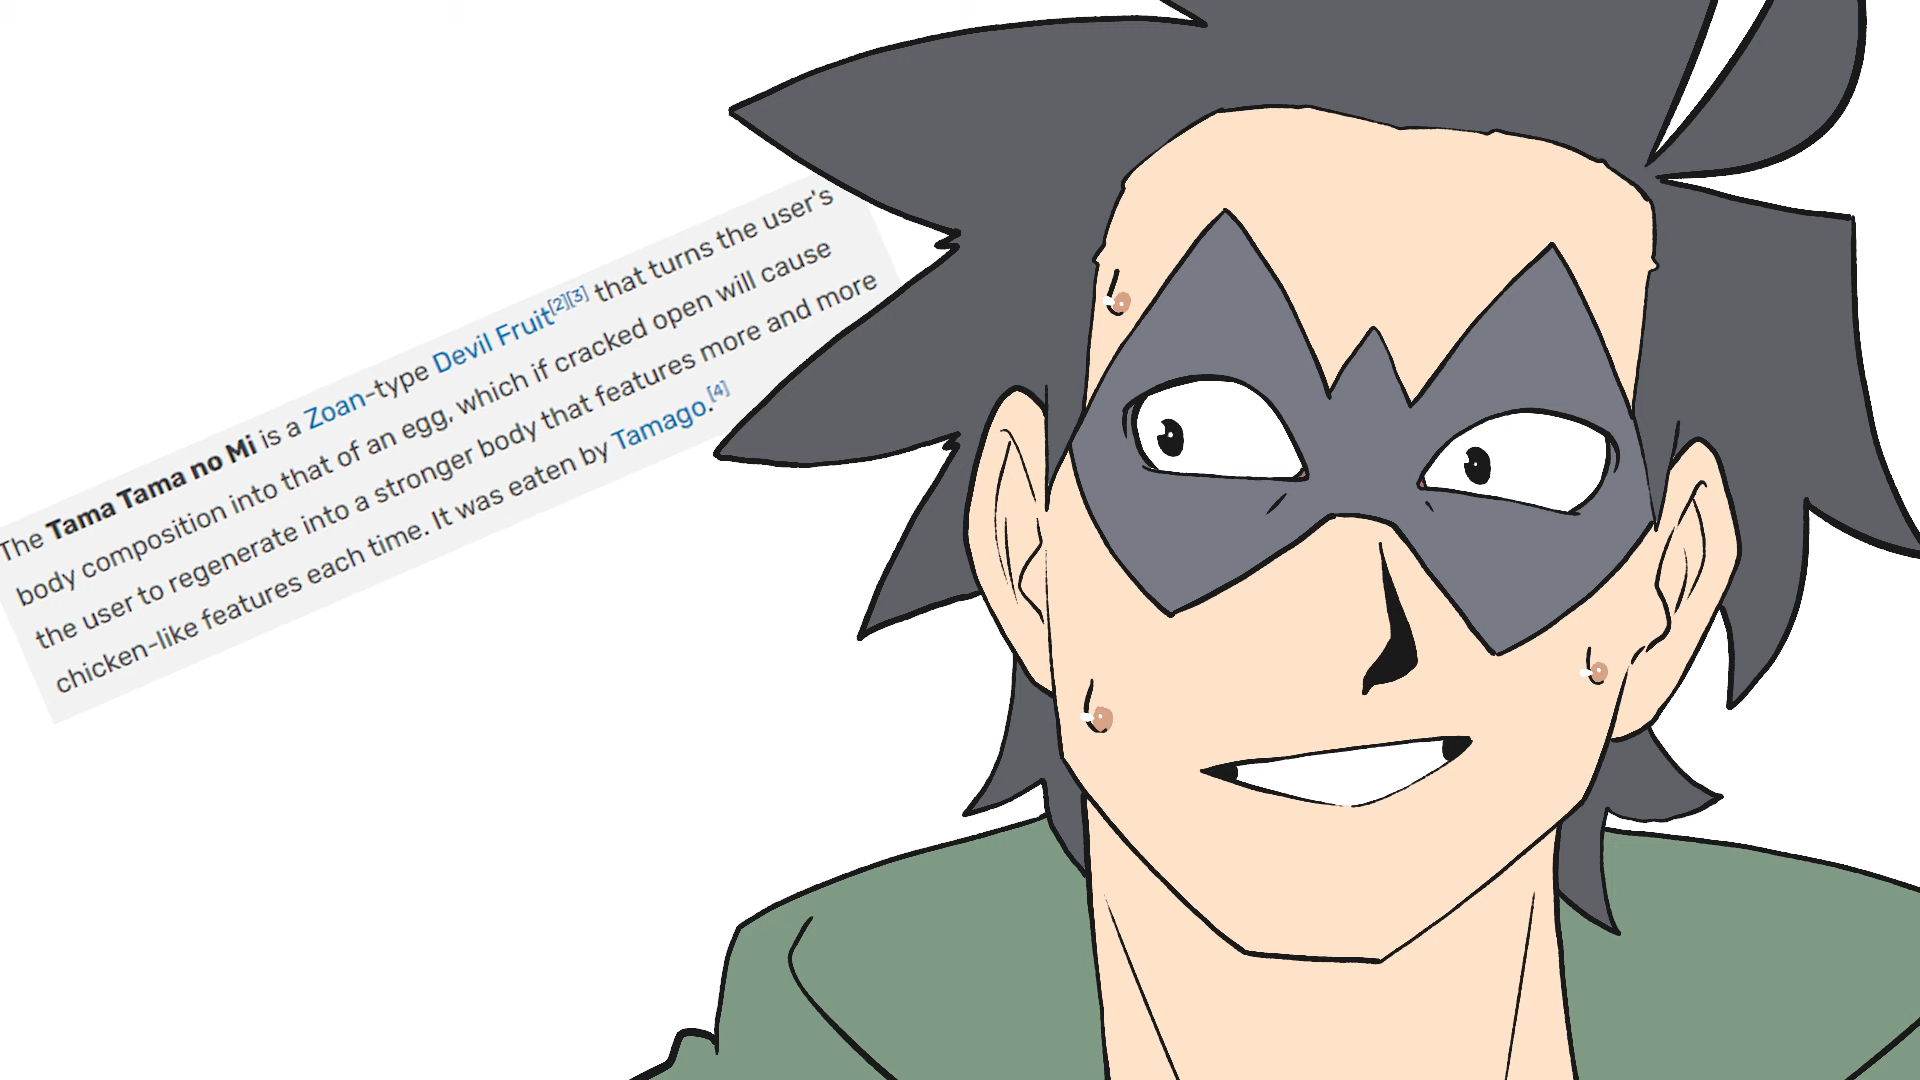 The Tama Tama no Mi is a Zoan-type Devil Fruit[2][3] that turns the user's
body composition into that of an egg, which if cracked open will cause
the user to regenerate into a stronger body that features more and more
chicken-like features each time. It was eaten by Tamago.[4]